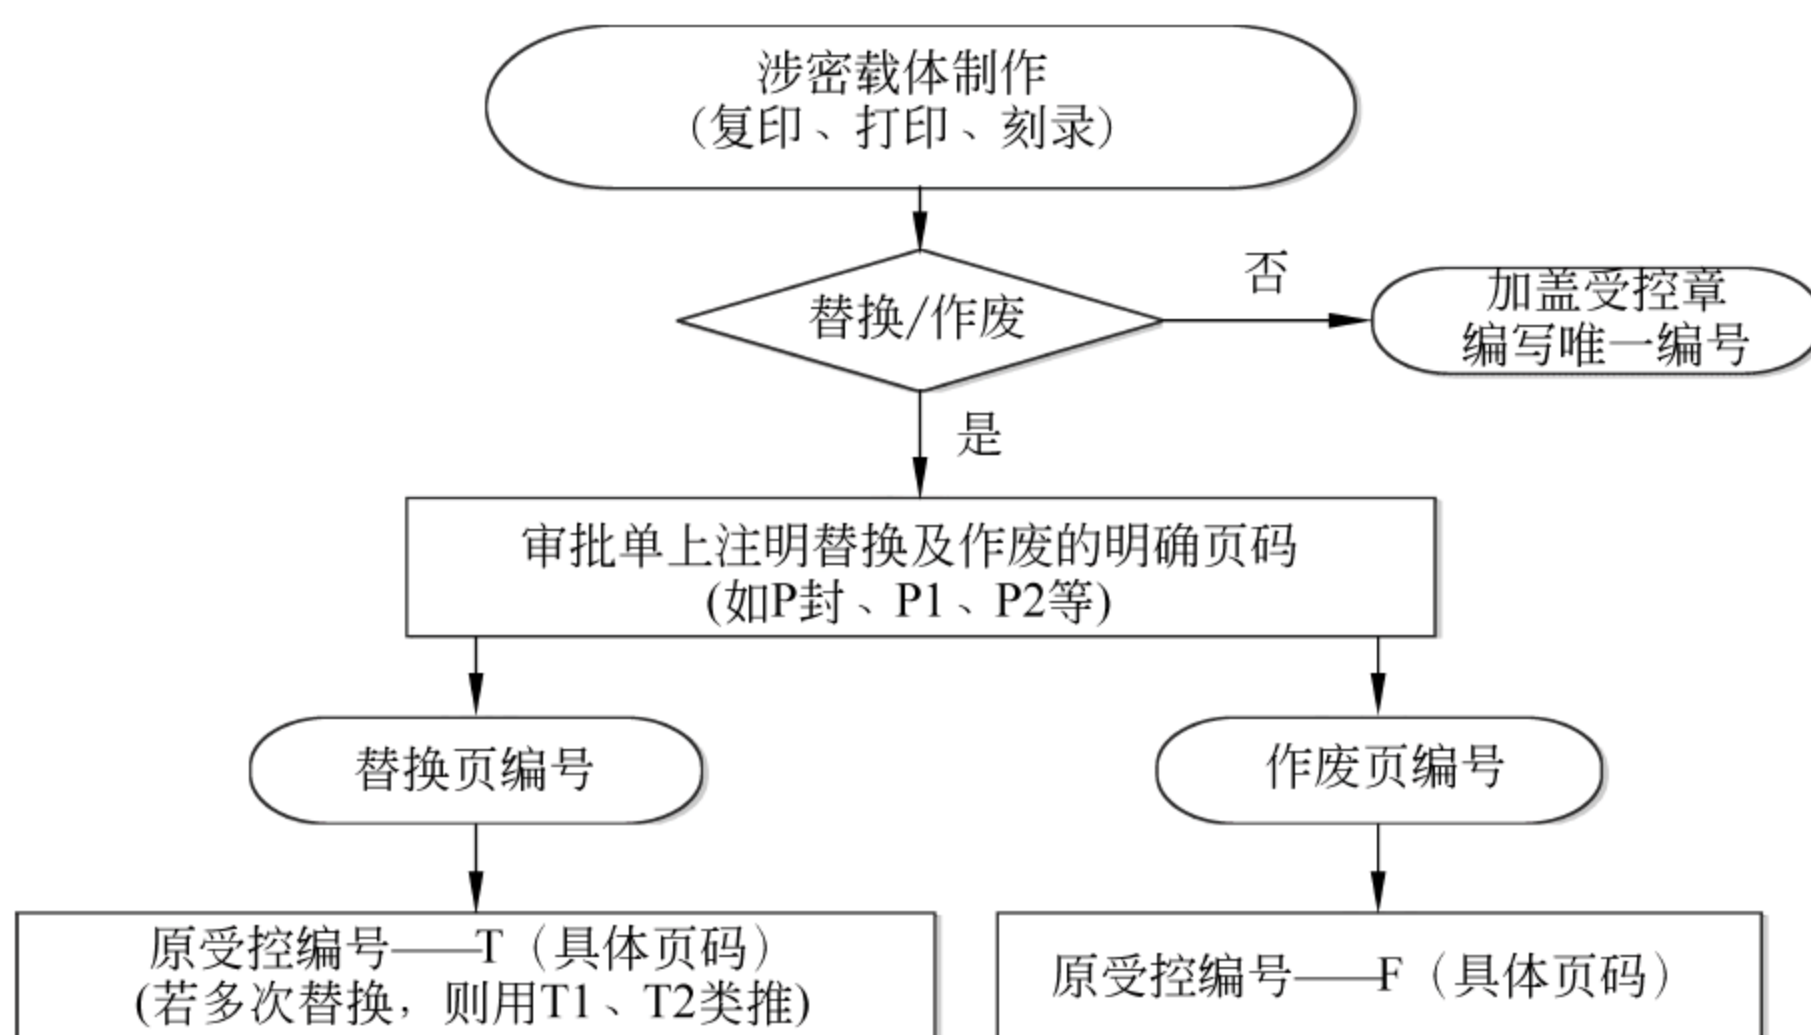 涉密载体制作
（复印、打印、刻录）
替换/作废
否
加盖受控章
编写唯一编号
是
审批单上注明替换及作废的明确页码
(如P封、P1、P2等)
替换页编号
作废页编号
原受控编号——T（具体页码）
(若多次替换，则用T1、T2类推)
原受控编号——F（具体页码）